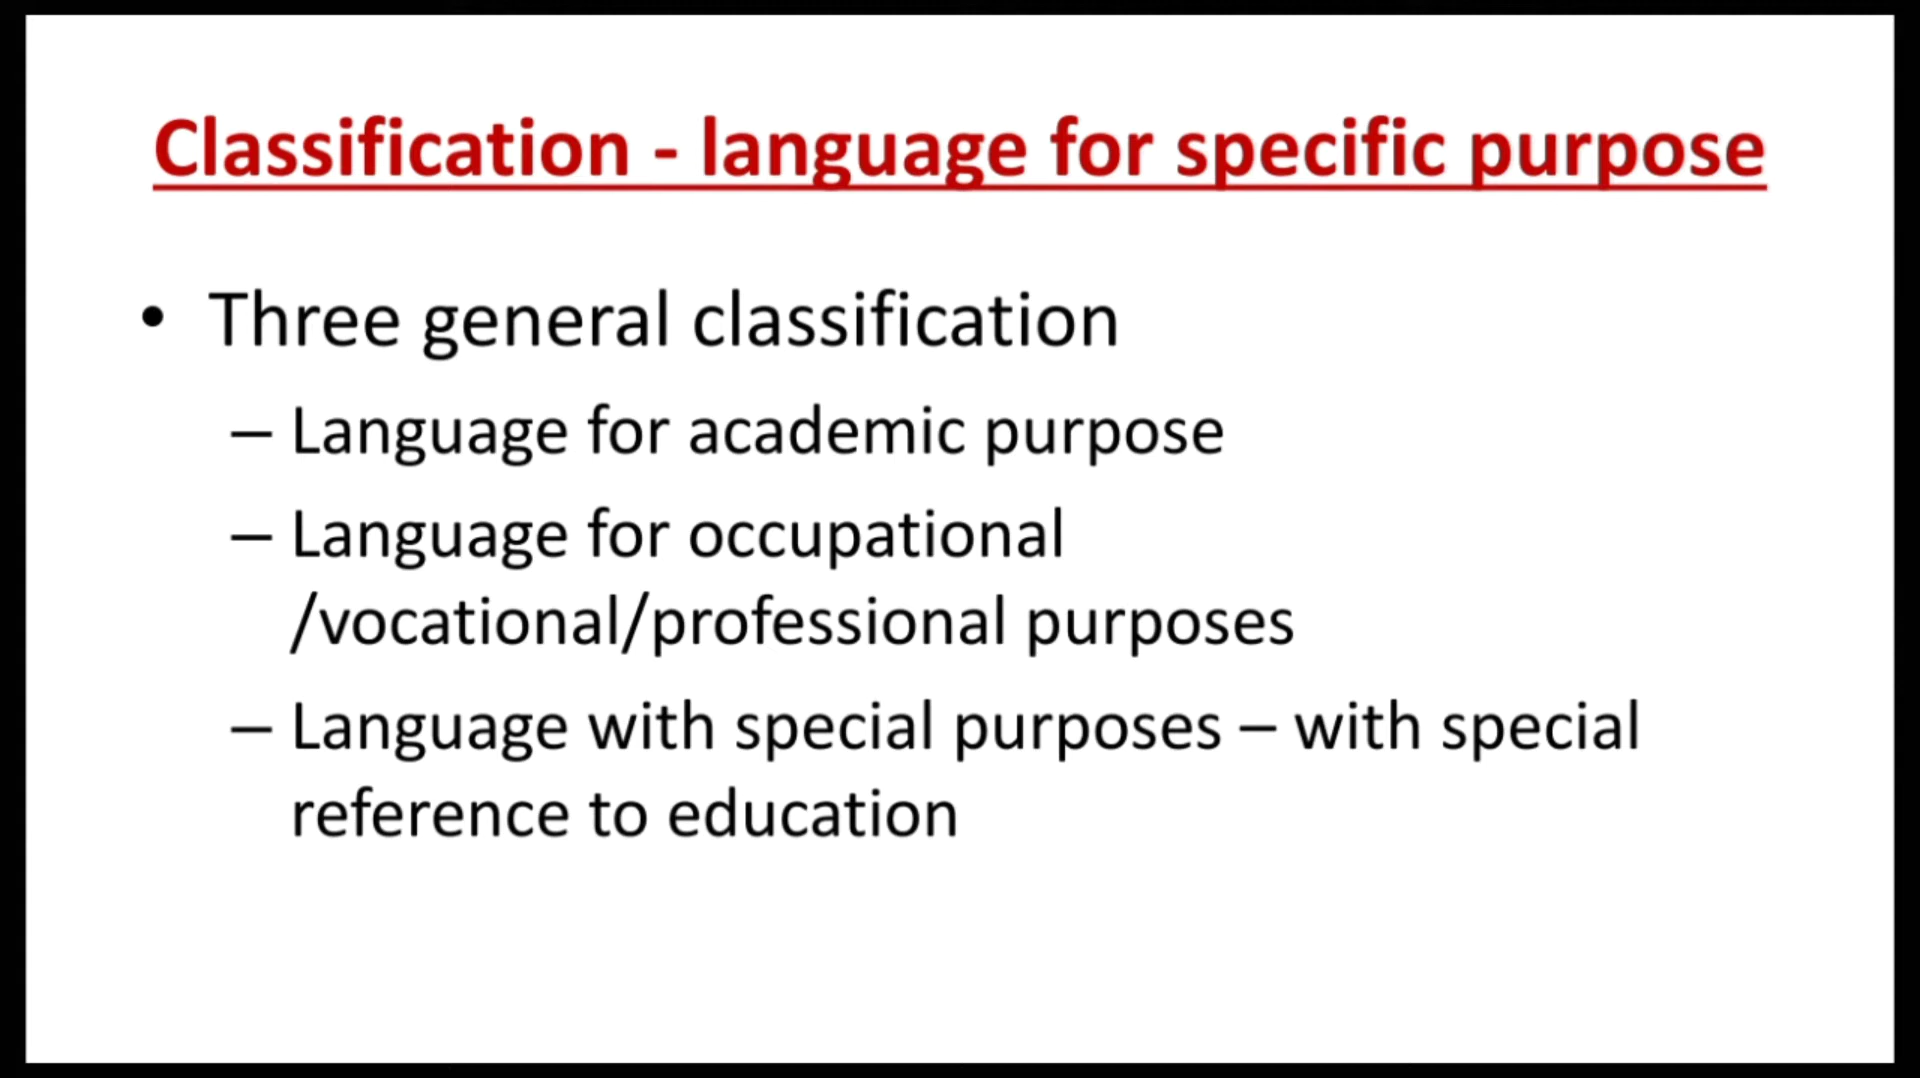 Classification - language for specific purpose
• Three general classification
– Language for academic purpose
– Language for occupational
/vocational/professional purposes
– Language with special purposes – with special
reference to education